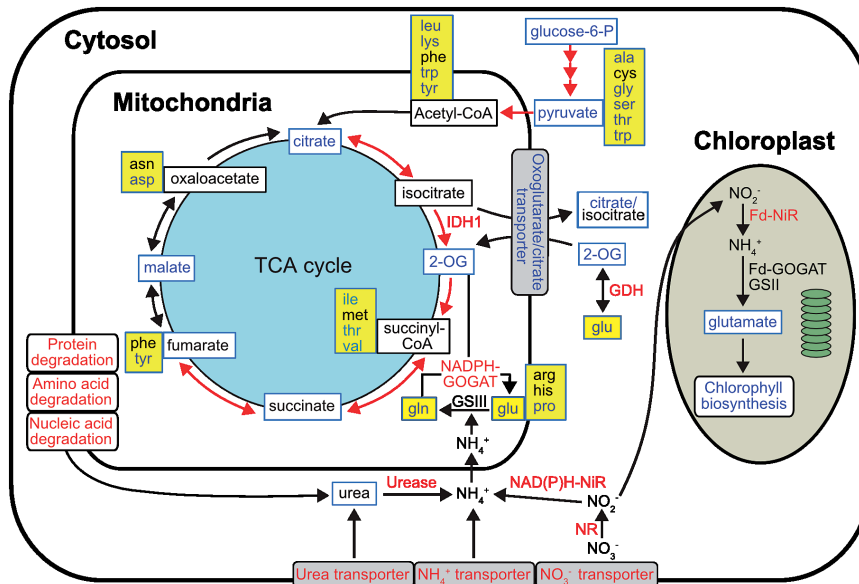 Cytosol
leu
lys
phe
trp
tyr
glucose-6-P
ala
cys
gly
ser
thr
trp
pyruvate
Acetyl-CoA
Mitochondria
Chloroplast
citrate
asn
asp
oxaloacetate
isocitrate
IDH1
Oxoglutarate/citrate
transporter
citrate/
isocitrate
NO₂⁻
Fd-NiR
NH₄⁺
Fd-GOGAT
GSII
glutamate
Chlorophyll
biosynthesis
malate
TCA cycle
2-OG
2-OG
GDH
glu
ile
met
thr
val
succinyl-
CoA
phe
tyr
fumarate
Protein
degradation
Amino acid
degradation
Nucleic acid
degradation
succinate
NADPH-
GOGAT
arg
his
pro
gln
GSIII
glu
NH₄⁺
urea
Urease
NH₄⁺
NAD(P)H-NiR
NO₂⁻
NR
NO₃⁻
Urea transporter
NH₄⁺ transporter
NO₃⁻ transporter